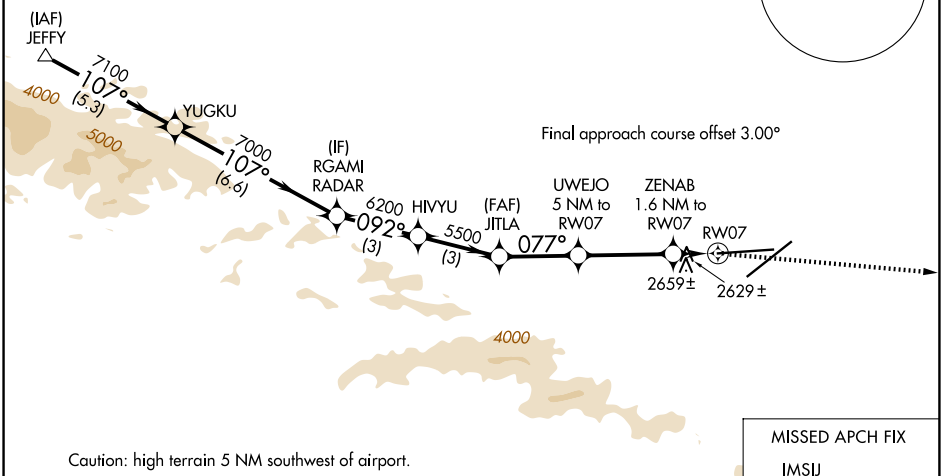 (IAF)
JEFFY
7100
107°
(5.3)
4000
5000
YUGKU
7000
107°
(6.6)
Final approach course offset 3.00°
(IF)
RGAMI
RADAR
6200
092°
(3)
HIVYU
5500
(3)
(FAF)
JITLA
077°
UWEJO
5 NM to
RW07
ZENAB
1.6 NM to
RW07
RW07
2659±
2629±
4000
Caution: high terrain 5 NM southwest of airport.
MISSED APCH FIX
IMSIJ